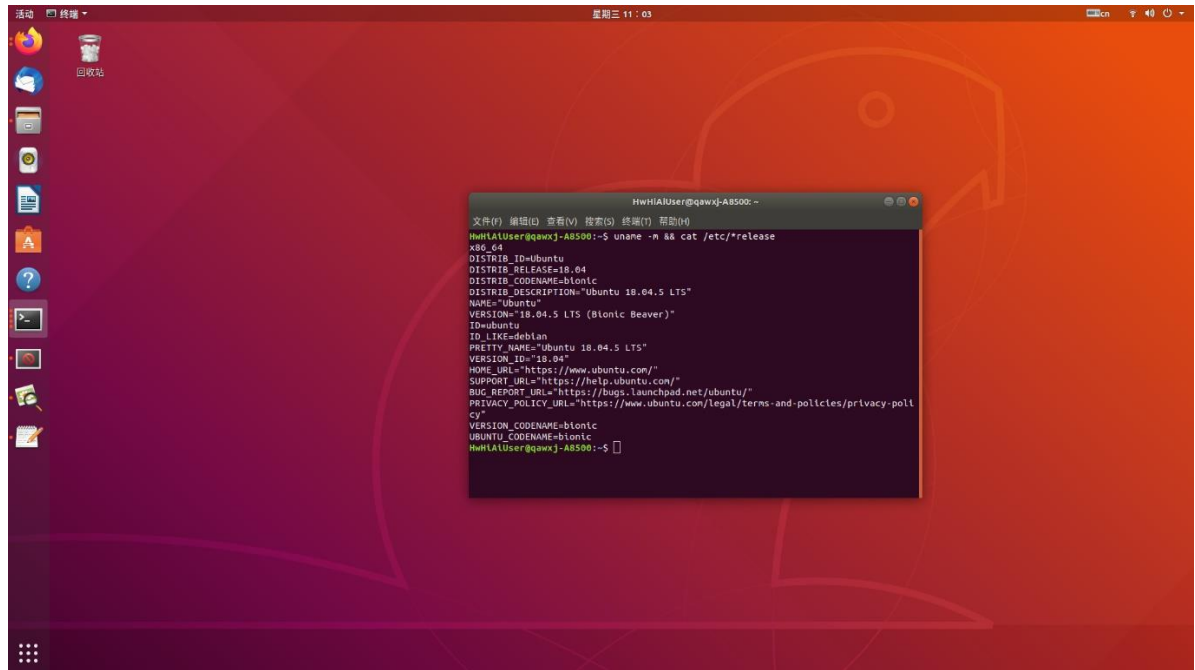 活动 终端
星期三 11：03
cn
回收站
HwHiAiUser@qawxj-A8500: ~
文件(F) 编辑(E) 查看(V) 搜索(S) 终端(T) 帮助(H)
HwHiAiUser@qawxj-A8500:~$ uname -m && cat /etc/*release
x86_64
DISTRIB_ID=Ubuntu
DISTRIB_RELEASE=18.04
DISTRIB_CODENAME=bionic
DISTRIB_DESCRIPTION="Ubuntu 18.04.5 LTS"
NAME="Ubuntu"
VERSION="18.04.5 LTS (Bionic Beaver)"
ID=ubuntu
ID_LIKE=debian
PRETTY_NAME="Ubuntu 18.04.5 LTS"
VERSION_ID="18.04"
HOME_URL="https://www.ubuntu.com/"
SUPPORT_URL="https://help.ubuntu.com/"
BUG_REPORT_URL="https://bugs.launchpad.net/ubuntu/"
PRIVACY_POLICY_URL="https://www.ubuntu.com/legal/terms-and-policies/privacy-poli
cy"
VERSION_CODENAME=bionic
UBUNTU_CODENAME=bionic
HwHiAiUser@qawxj-A8500:~$